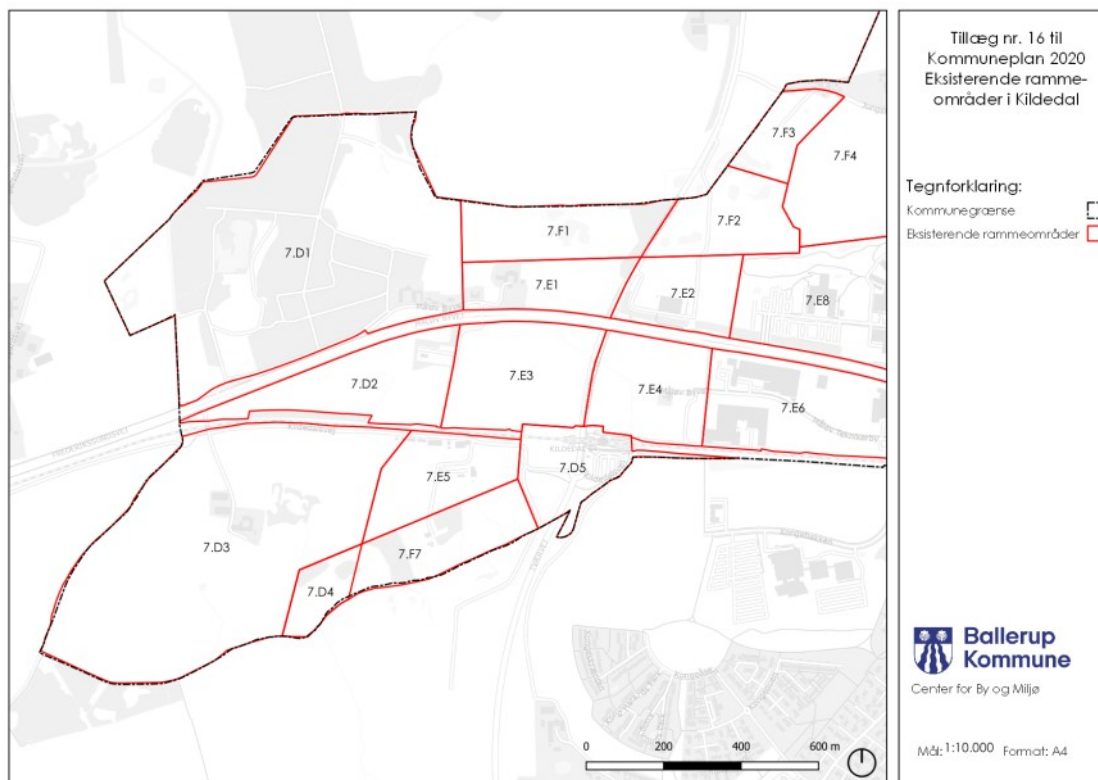 Tillæg nr. 16 til
Kommuneplan 2020
Eksisterende ramme-
områder i Kildedal
Tegnforklaring:
Kommunegrænse
Eksisterende rammeområder
7.F3
7.F4
7.F2
7.F1
7.D1
7.E1
7.E2
7.E8
7.D2
7.E3
7.E4
7.E6
KILDEDAL
7.D5
7.E5
7.D3
7.F7
7.D4
0 200 400 600 m
Ballerup
Kommune
Center for By og Miljø
Mål: 1:10.000 Format: A4